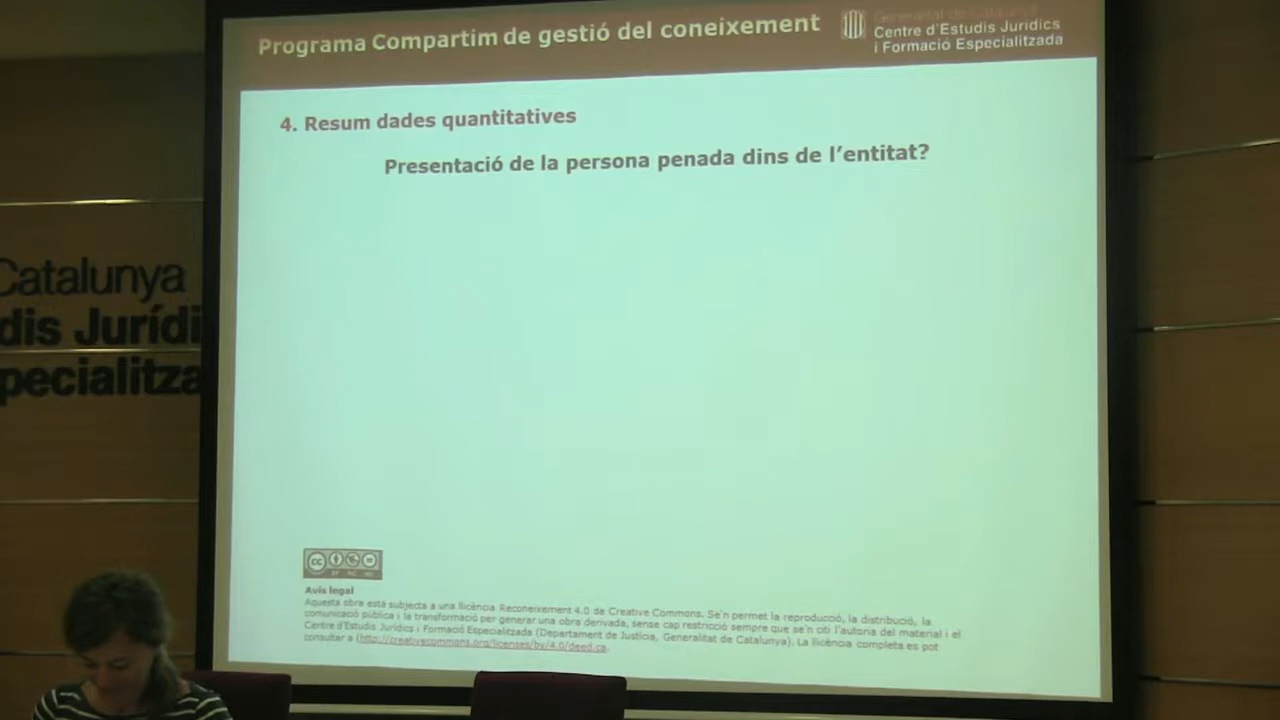 Programa Compartim de gestió del coneixement
Generalitat de Catalunya
Centre d'Estudis Jurídics
i Formació Especialitzada
4. Resum dades quantitatives
Presentació de la persona penada dins de l'entitat?
Catalunya
dis Jurídi
pecialitza
cc
Avís legal
Aquesta obra està subjecta a una llicència Reconeixement 4.0 de Creative Commons. Se'n permet la reproducció, la distribució, la
comunicació pública i la transformació per generar una obra derivada, sense cap restricció sempre que se'n citi l'autoria del material i el
Centre d'Estudis Jurídics i Formació Especialitzada (Departament de Justícia, Generalitat de Catalunya). La llicència completa es pot
consultar a (http://creativecommons.org/licenses/by/4.0/deed.ca.